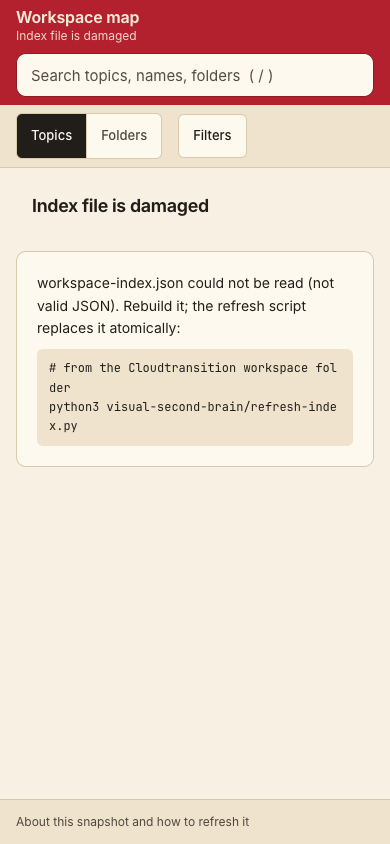 Workspace map
Index file is damaged
Search topics, names, folders  ( / )
Topics
Folders
Filters
Index file is damaged
workspace-index.json could not be read (not
valid JSON). Rebuild it; the refresh script
replaces it atomically:
# from the Cloudtransition workspace fol
der
python3 visual-second-brain/refresh-inde
x.py
About this snapshot and how to refresh it